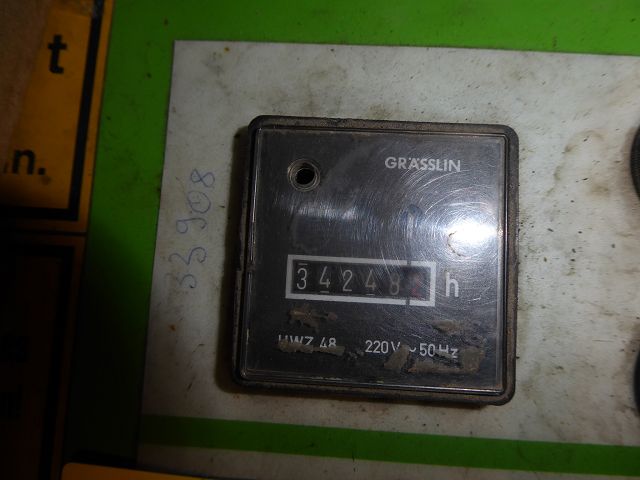 t
n.
33908
GRÄSSLIN
34248 h
HWZ 48 220V ~ 50Hz